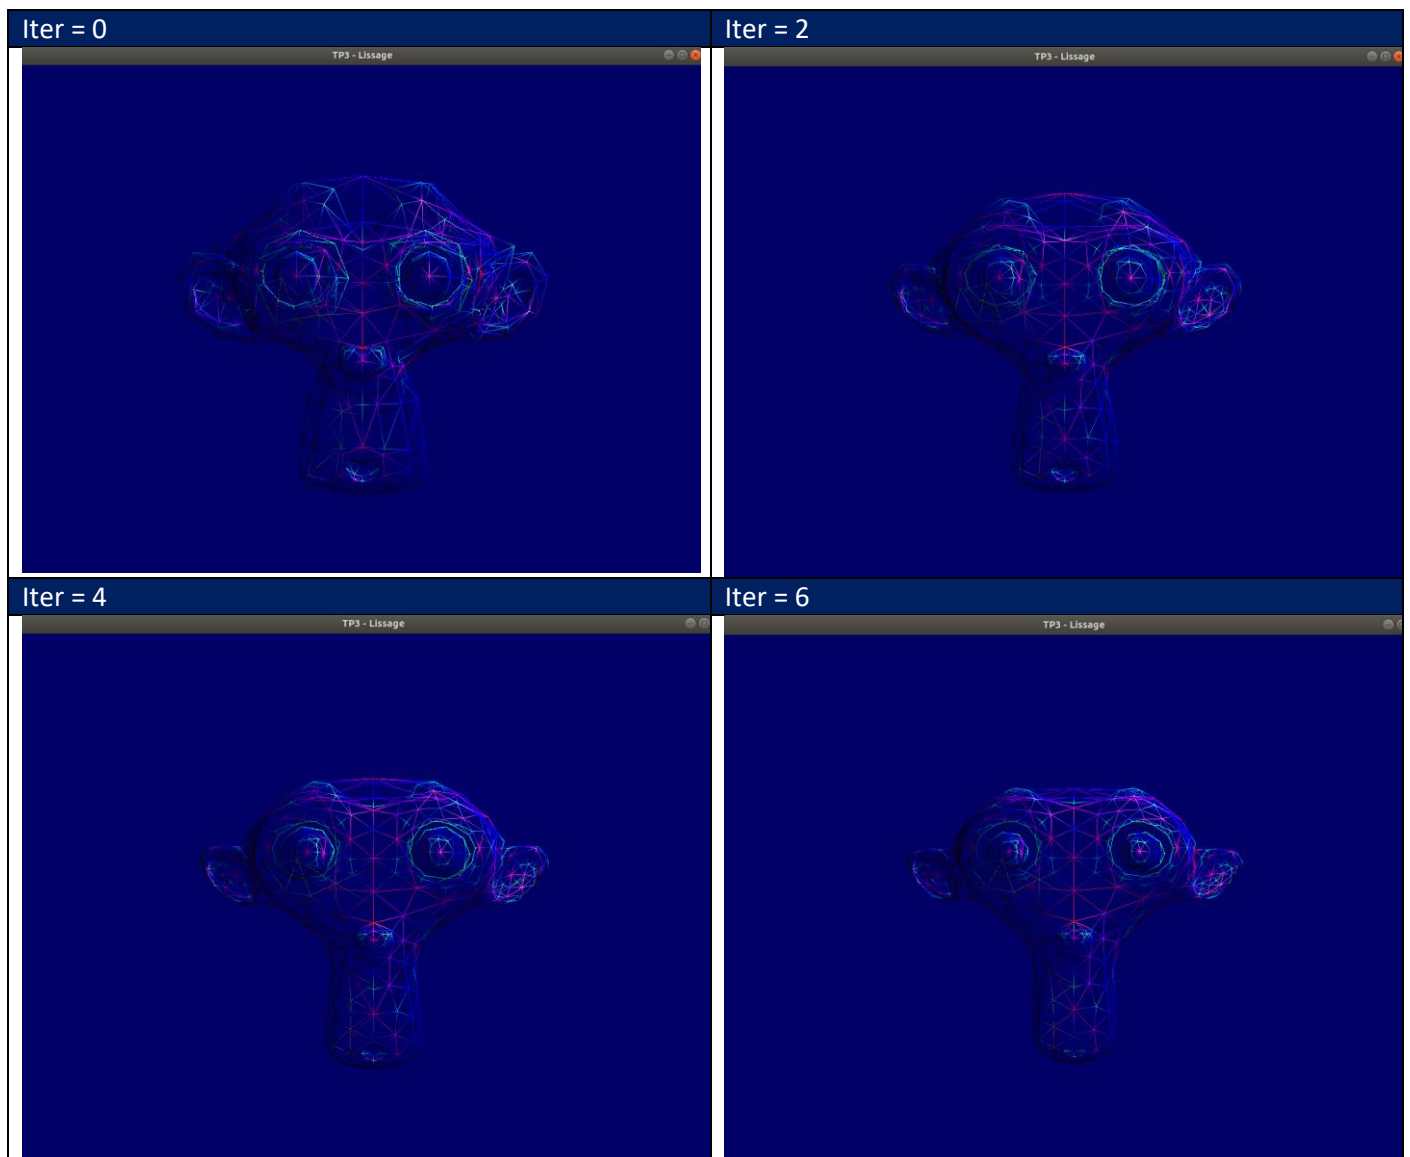 Iter = 0
Iter = 2
TP3 - Lissage
TP3 - Lissage
Iter = 4
Iter = 6
TP3 - Lissage
TP3 - Lissage